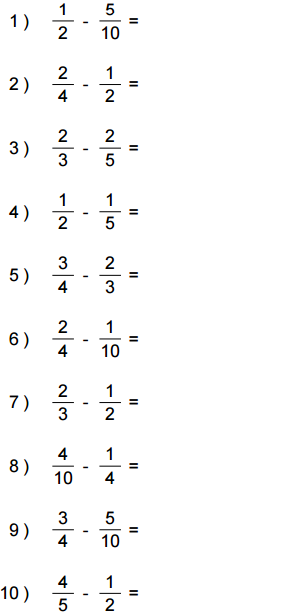 1 ) 1/2 - 5/10 =
2 ) 2/4 - 1/2 =
3 ) 2/3 - 2/5 =
4 ) 1/2 - 1/5 =
5 ) 3/4 - 2/3 =
6 ) 2/4 - 1/10 =
7 ) 2/3 - 1/2 =
8 ) 4/10 - 1/4 =
9 ) 3/4 - 5/10 =
10 ) 4/5 - 1/2 =